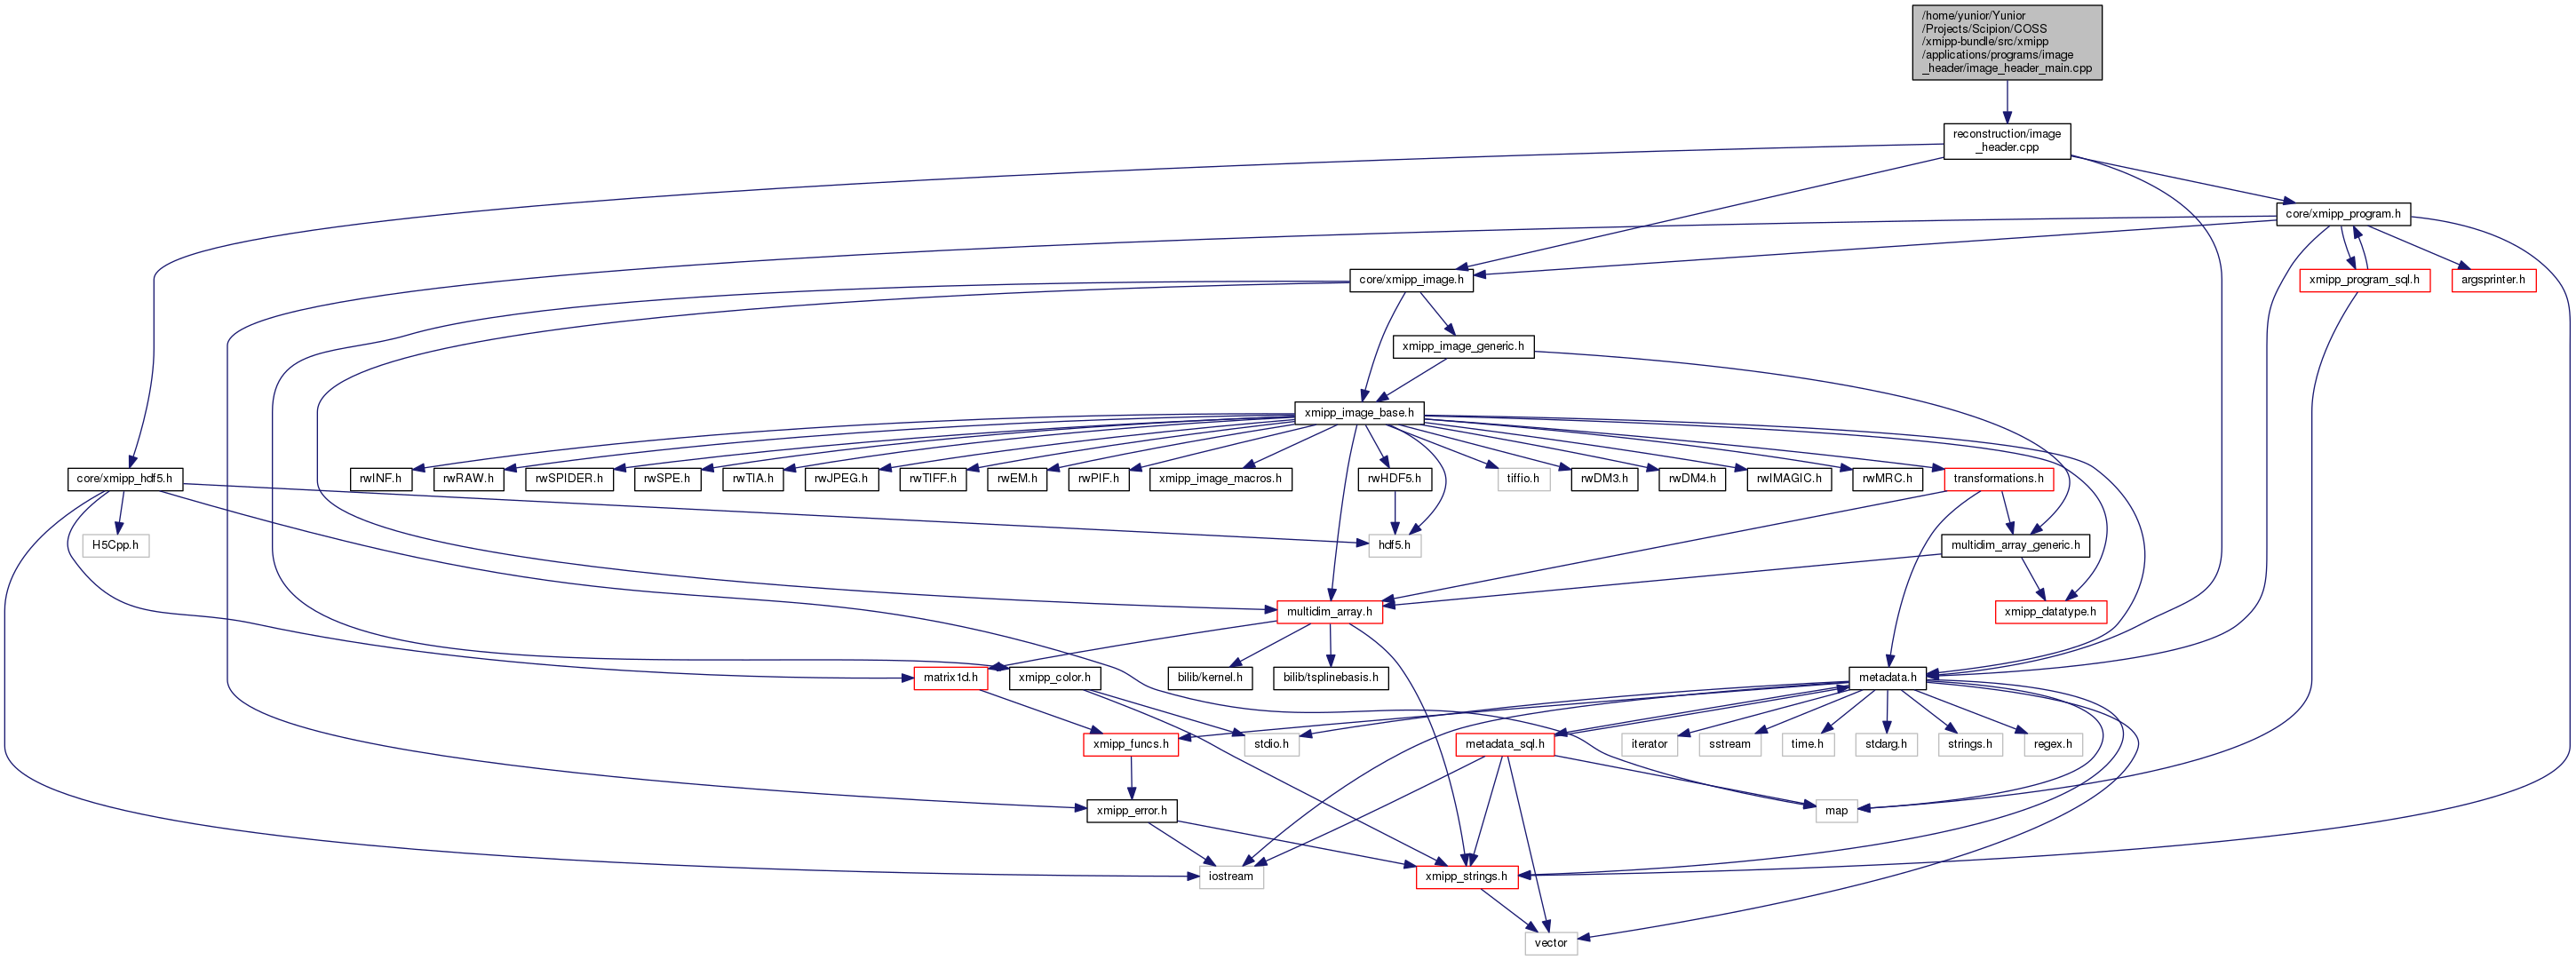 /home/yunior/Yunior
/Projects/Scipion/COSS
/xmipp-bundle/src/xmipp
/applications/programs/image
_header/image_header_main.cpp
reconstruction/image
_header.cpp
core/xmipp_program.h
core/xmipp_image.h
xmipp_program_sql.h
argsprinter.h
xmipp_image_generic.h
xmipp_image_base.h
core/xmipp_hdf5.h
rwINF.h
rwRAW.h
rwSPIDER.h
rwSPE.h
rwTIA.h
rwJPEG.h
rwTIFF.h
rwEM.h
rwPIF.h
xmipp_image_macros.h
rwHDF5.h
tiffio.h
rwDM3.h
rwDM4.h
rwIMAGIC.h
rwMRC.h
transformations.h
H5Cpp.h
hdf5.h
multidim_array_generic.h
multidim_array.h
xmipp_datatype.h
matrix1d.h
xmipp_color.h
bilib/kernel.h
bilib/tsplinebasis.h
metadata.h
xmipp_funcs.h
stdio.h
metadata_sql.h
iterator
sstream
time.h
stdarg.h
strings.h
regex.h
xmipp_error.h
map
iostream
xmipp_strings.h
vector